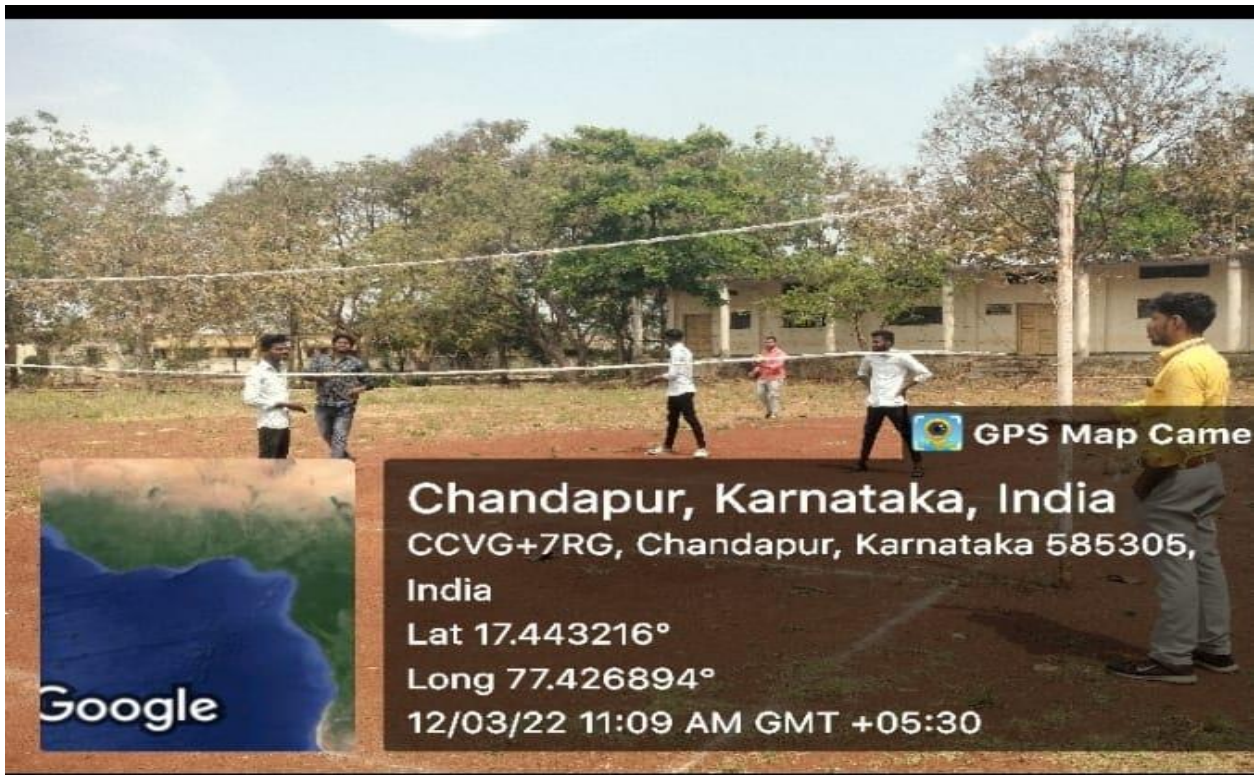 GPS Map Came
Chandapur, Karnataka, India
CCVG+7RG, Chandapur, Karnataka 585305,
India
Lat 17.443216°
Long 77.426894°
12/03/22 11:09 AM GMT +05:30
Google